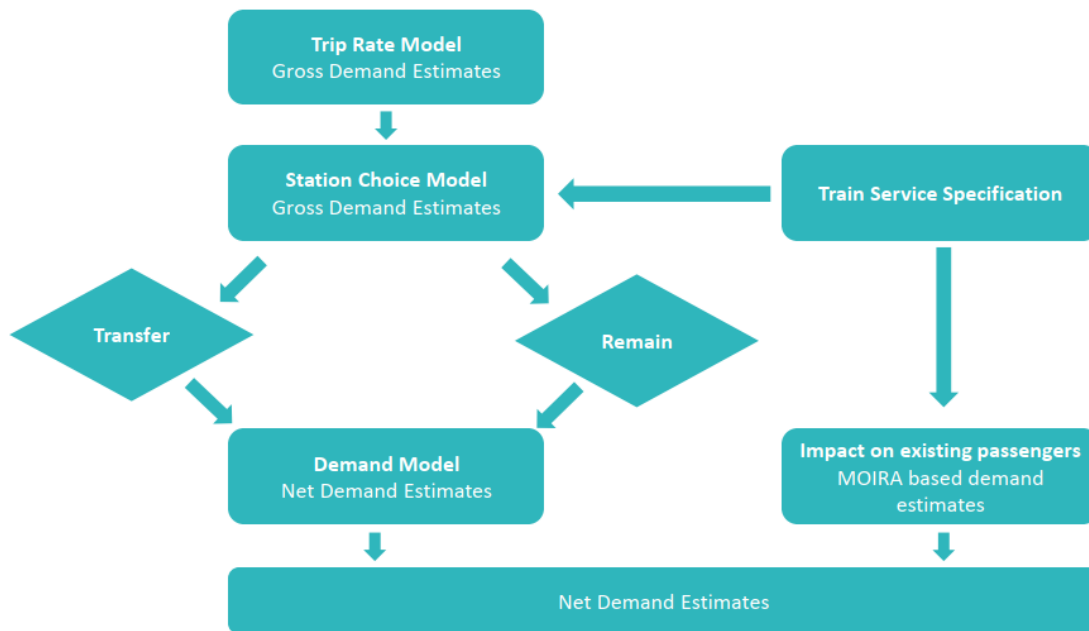 Trip Rate Model
Gross Demand Estimates
Station Choice Model
Gross Demand Estimates
Train Service Specification
Transfer
Remain
Demand Model
Net Demand Estimates
Impact on existing passengers
MOIRA based demand
estimates
Net Demand Estimates